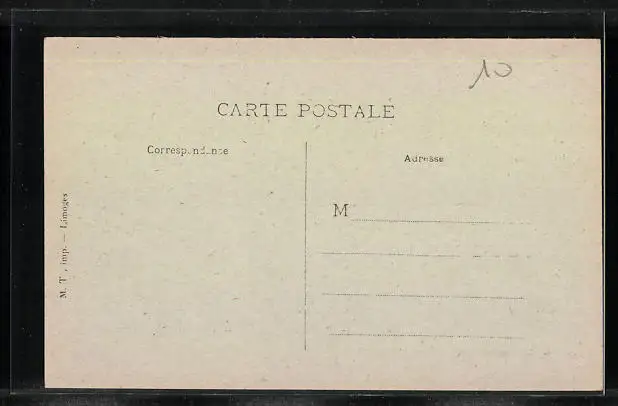 10
CARTE POSTALE
Correspondance
Adresse
M
M. T., imp. — Limoges